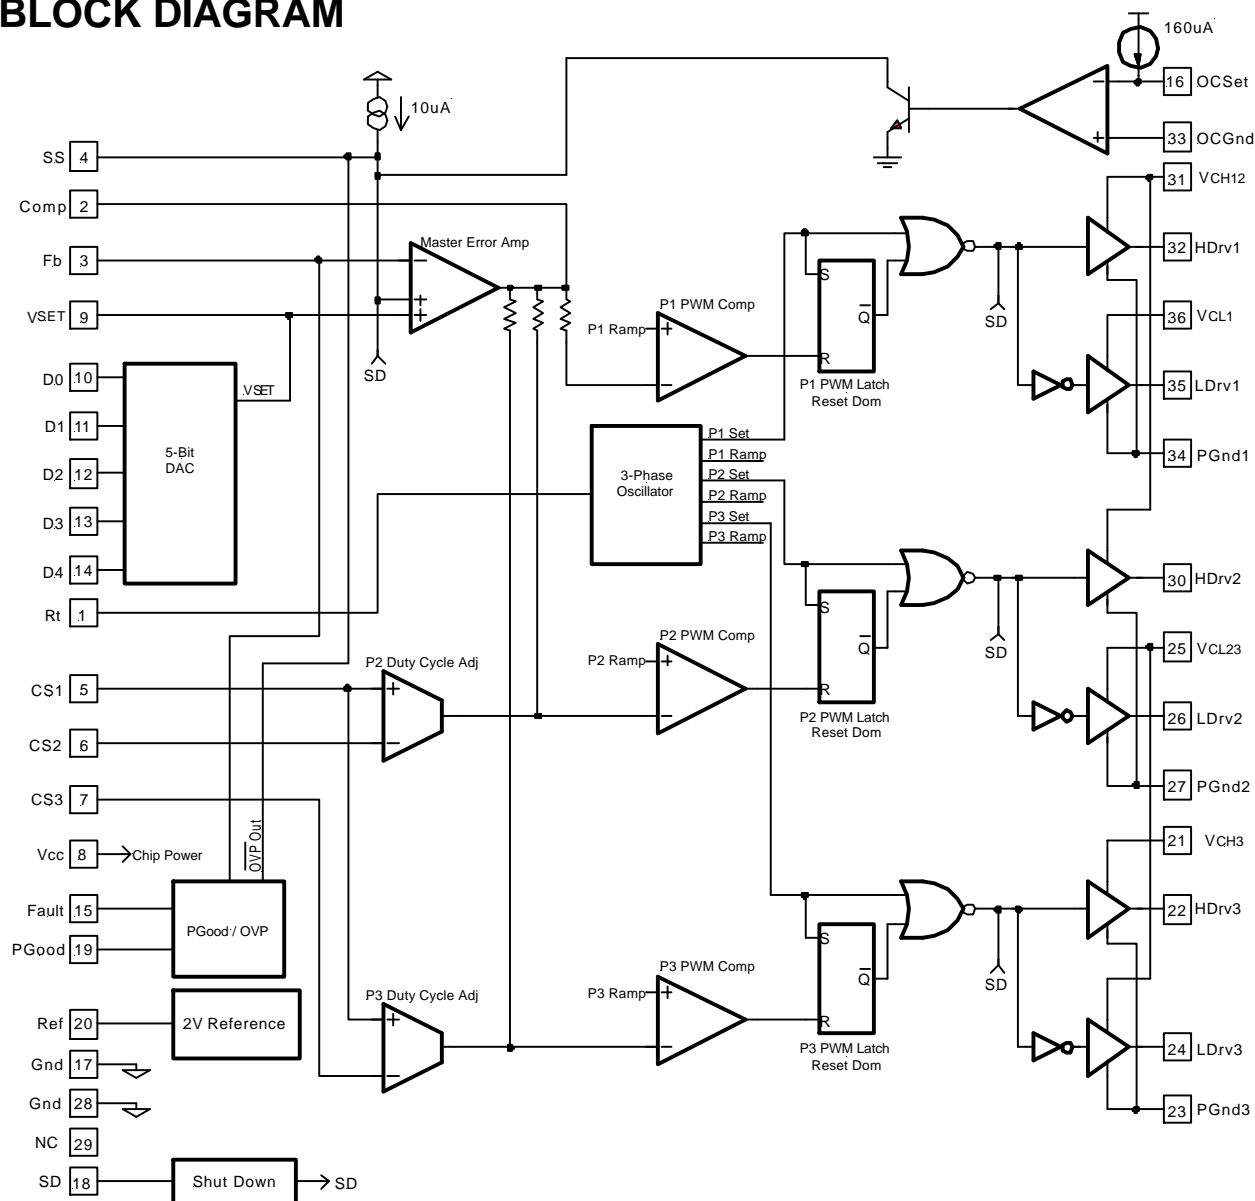 BLOCK DIAGRAM
160uA
16 OCSet
10uA
33 OCGnd
SS 4
31 VCH12
Comp 2
Master Error Amp
Fb 3
32 HDrv1
S
P1 PWM Comp
VSET 9
P1 Ramp
Q
SD
36 VCL1
R
SD
D0 10
VSET
P1 PWM Latch
Reset Dom
35 LDrv1
D1 11
5-Bit
DAC
P1 Set
P1 Ramp
34 PGnd1
D2 12
3-Phase
Oscillator
P2 Set
P2 Ramp
D3 13
P3 Set
P3 Ramp
D4 14
30 HDrv2
Rt 1
S
P2 PWM Comp
Q
SD
25 VCL23
P2 Duty Cycle Adj
P2 Ramp
CS1 5
R
P2 PWM Latch
Reset Dom
26 LDrv2
CS2 6
27 PGnd2
CS3 7
OVP Out
21 VCH3
Vcc 8 Chip Power
Fault 15
22 HDrv3
PGood / OVP
PGood 19
S
P3 PWM Comp
Q
SD
P3 Duty Cycle Adj
P3 Ramp
Ref 20
2V Reference
R
P3 PWM Latch
Reset Dom
24 LDrv3
Gnd 17
Gnd 28
23 PGnd3
NC 29
SD 18
Shut Down
SD